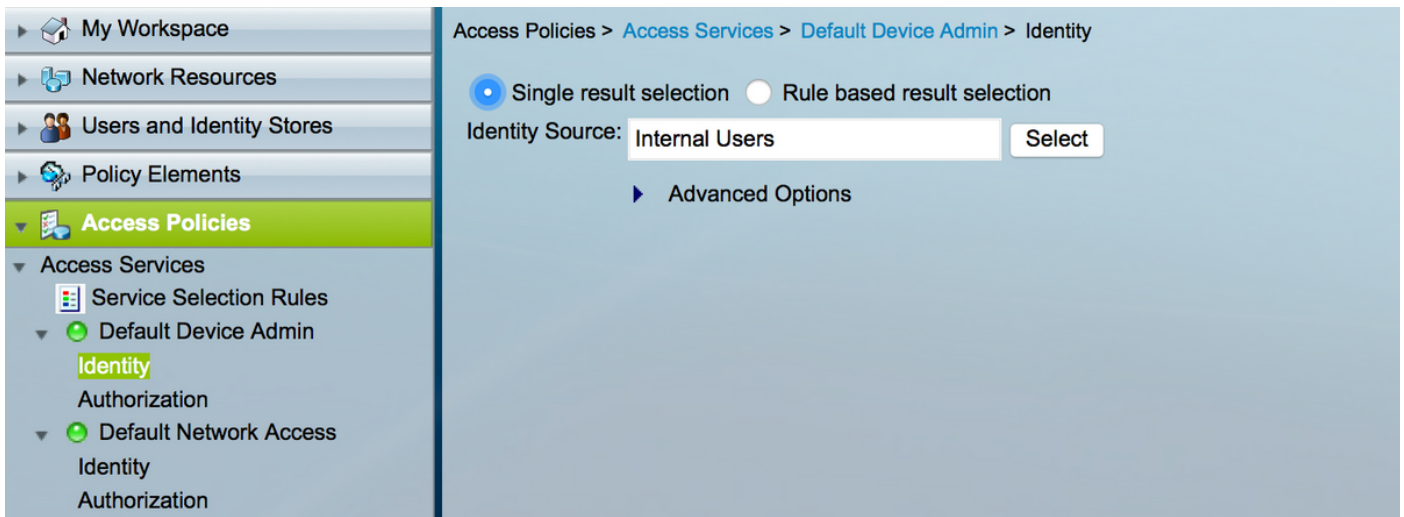 My Workspace
Network Resources
Users and Identity Stores
Policy Elements
Access Policies
Access Services
Service Selection Rules
Default Device Admin
Identity
Authorization
Default Network Access
Identity
Authorization
Access Policies > Access Services > Default Device Admin > Identity
Single result selection Rule based result selection
Identity Source: Internal Users Select
Advanced Options